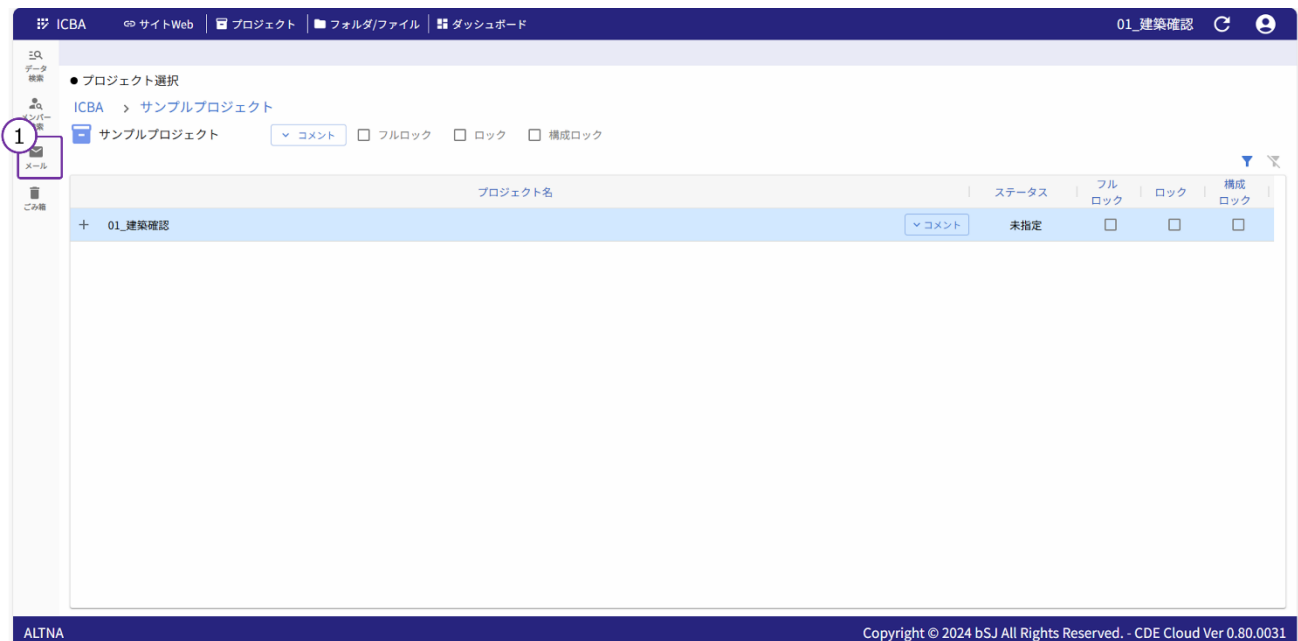 ICBA サイトWeb プロジェクト フォルダ/ファイル ダッシュボード 01_建築確認
データ
検索
● プロジェクト選択
ICBA > サンプルプロジェクト
メンバー
1
サンプルプロジェクト コメント フルロック ロック 構成ロック
メール
プロジェクト名 ステータス フル
ロック ロック 構成
ロック
ごみ箱
+ 01_建築確認 コメント 未指定
ALTNA Copyright © 2024 bSJ All Rights Reserved. - CDE Cloud Ver 0.80.0031